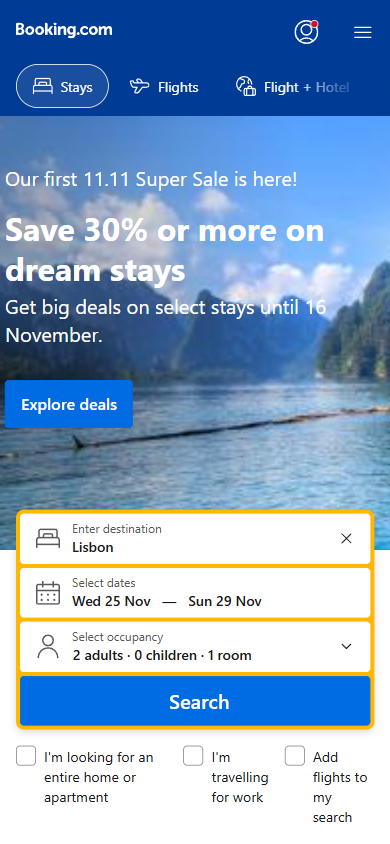 Booking.com
Stays
Flights
Flight + Hotel
Our first 11.11 Super Sale is here!
Save 30% or more on
dream stays
Get big deals on select stays until 16
November.
Explore deals
Enter destination
Lisbon
Select dates
Wed 25 Nov — Sun 29 Nov
Select occupancy
2 adults · 0 children · 1 room
Search
I'm looking for an
entire home or
apartment
I'm
travelling
for work
Add
flights to
my
search